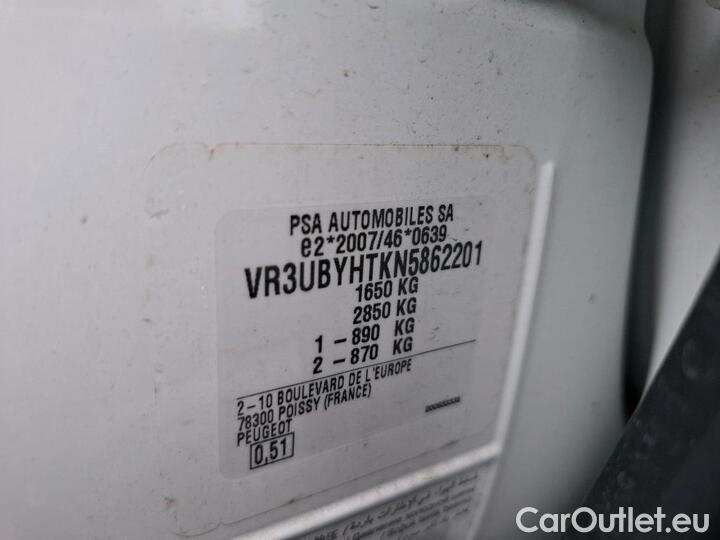 PSA AUTOMOBILES SA
e2*2007/46*0639
VR3UBYHTKN5862201
1650 KG
2850 KG
1 – 890 KG
2 – 870 KG
2–10 BOULEVARD DE L'EUROPE
78300 POISSY (FRANCE)
PEUGEOT
0,51
CarOutlet.eu